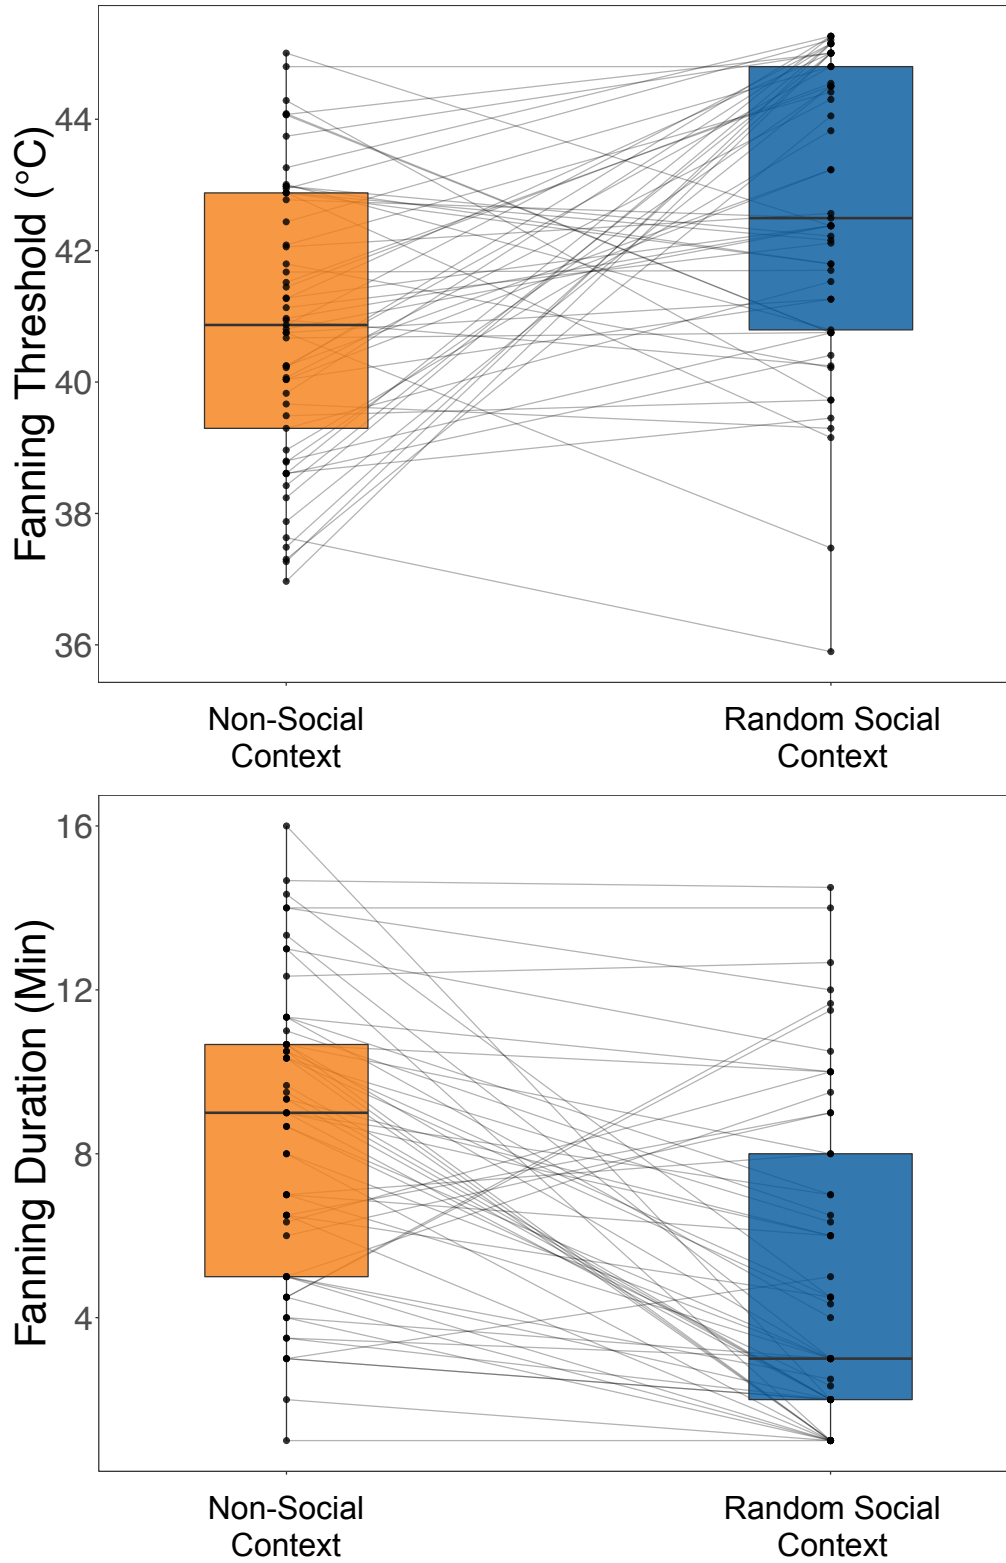 Fanning Threshold (°C)
44
42
40
38
36
Non-Social
Context
Random Social
Context
Fanning Duration (Min)
16
12
8
4
Non-Social
Context
Random Social
Context